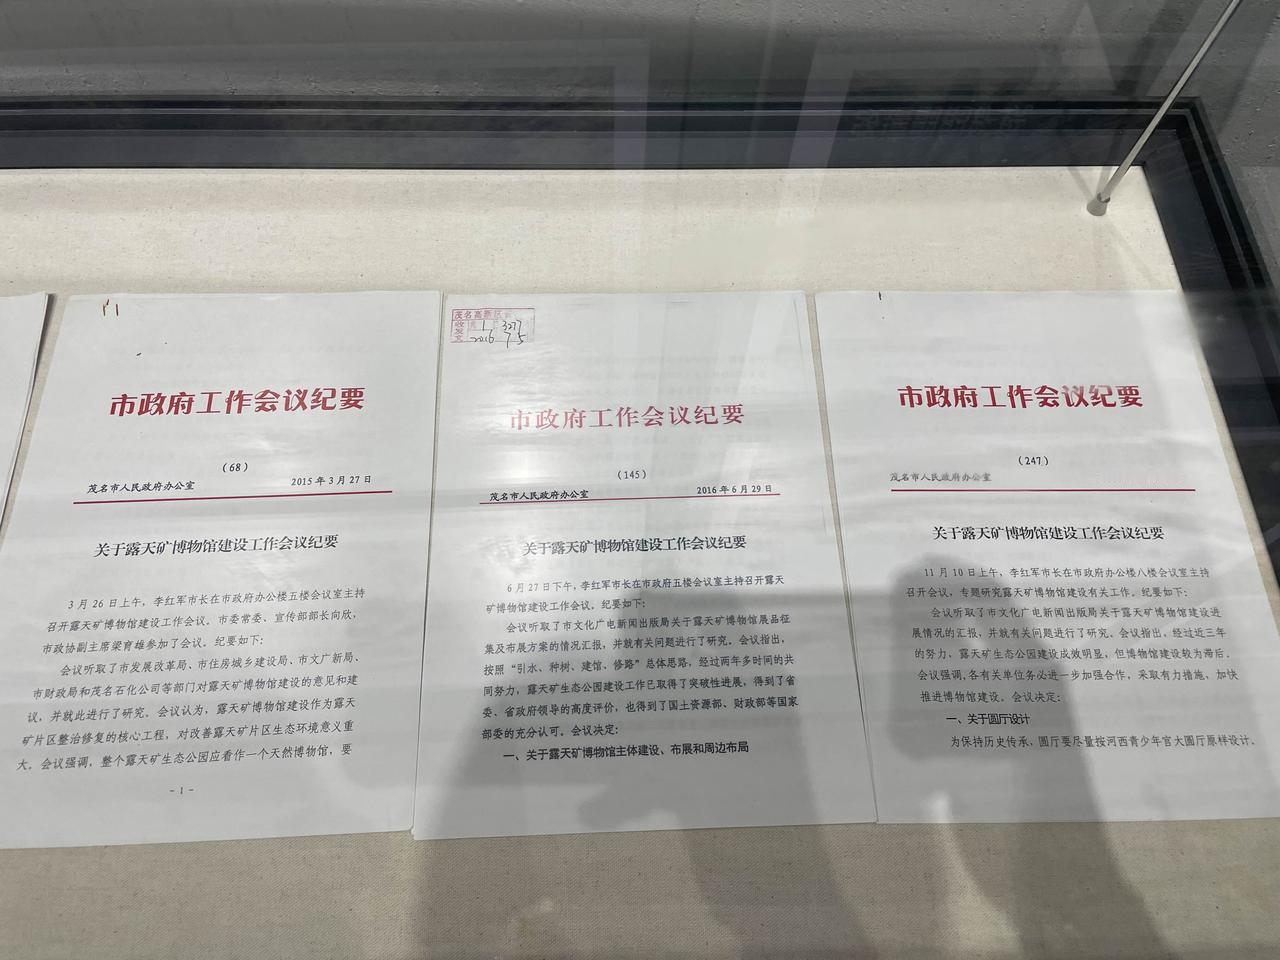 市政府工作会议纪要
（68）
茂名市人民政府办公室 2015年3月27日
关于露天矿博物馆建设工作会议纪要
3月26日上午，李红军市长在市政府办公楼五楼会议室主持
召开露天矿博物馆建设工作会议。市委常委、宣传部部长向欣，
市政协副主席梁育雄参加了会议。纪要如下：
会议听取了市发展改革局、市住房城乡建设局、市文广新局、
市财政局和茂名石化公司等部门对露天矿博物馆建设的意见和建
议，并就此进行了研究。会议认为，露天矿博物馆建设作为露天
矿片区整治修复的核心工程，对改善露天矿片区生态环境意义重
大。会议强调，整个露天矿生态公园应看作一个天然博物馆，要
- 1 -
茂名高新区
收发文
2016 7 5
市政府工作会议纪要
（145）
茂名市人民政府办公室 2016年6月29日
关于露天矿博物馆建设工作会议纪要
6月27日下午，李红军市长在市政府五楼会议室主持召开露天
矿博物馆建设工作会议。纪要如下：
会议听取了市文化广电新闻出版局关于露天矿博物馆展品征
集及布展方案的情况汇报，并就有关问题进行了研究。会议指出，
按照“引水、种树、建馆、修路”总体思路，经过两年多时间的共
同努力，露天矿生态公园建设工作已取得了突破性进展，得到了省
委、省政府领导的高度评价，也得到了国土资源部、财政部等国家
部委的充分认可。会议决定：
一、关于露天矿博物馆主体建设、布展和周边布局
市政府工作会议纪要
（247）
茂名市人民政府办公室
关于露天矿博物馆建设工作会议纪要
11月10日上午，李红军市长在市政府办公楼八楼会议室主持
召开会议，专题研究露天矿博物馆建设有关工作。纪要如下：
会议听取了市文化广电新闻出版局关于露天矿博物馆建设进
展情况的汇报，并就有关问题进行了研究。会议指出，经过近三年
的努力，露天矿生态公园建设成效明显，但博物馆建设较为滞后。
会议强调，各有关单位务必进一步加强合作，采取有力措施，加快
推进博物馆建设。会议决定：
一、关于圆厅设计
为保持历史传承，圆厅要尽量按河西青少年宫大圆厅原样设计，